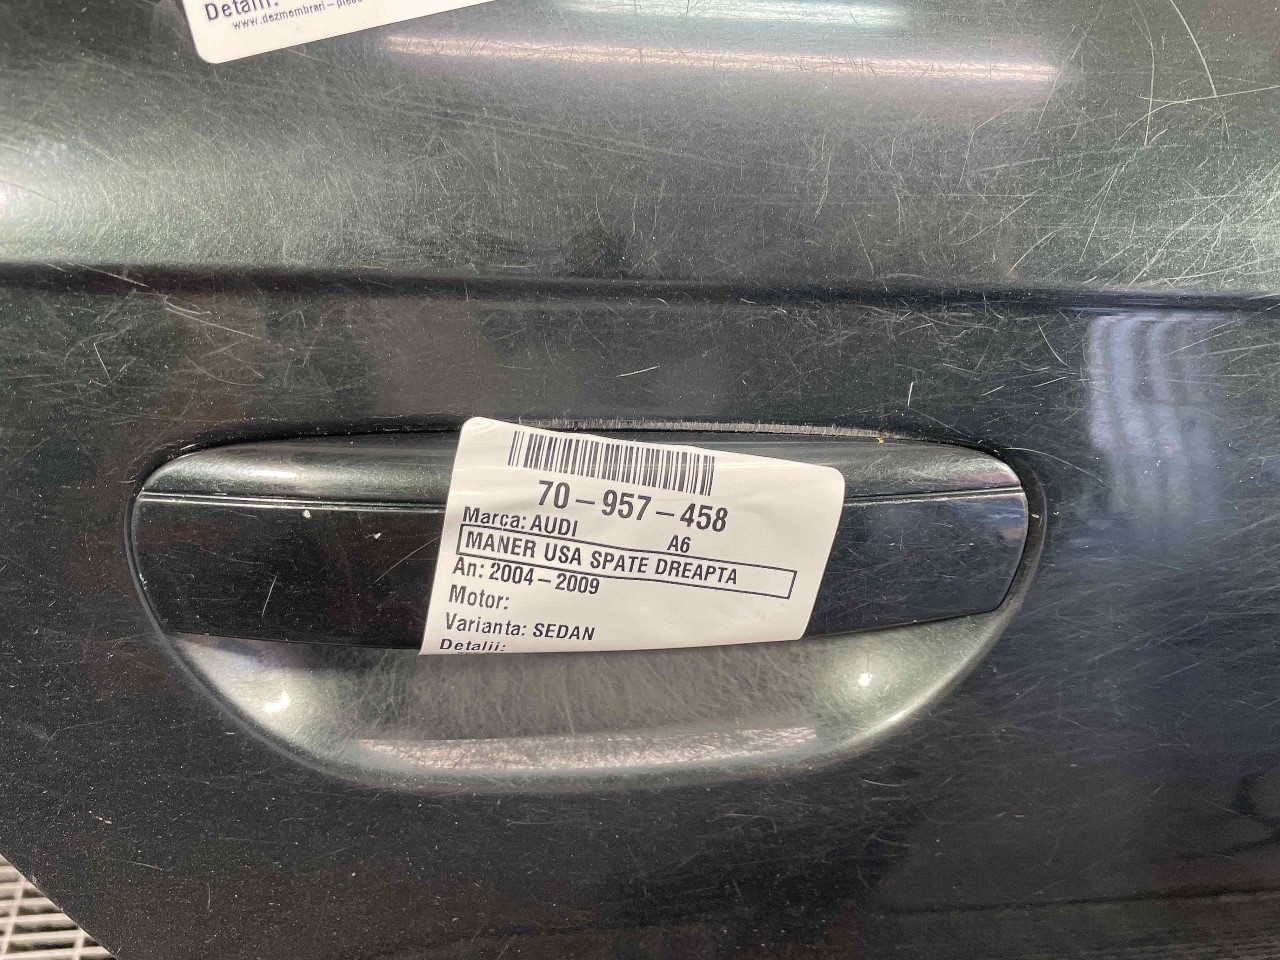 Detalii:
www.dezmembrari-piese
70-957-458
Marca: AUDI A6
MANER USA SPATE DREAPTA
An: 2004-2009
Motor:
Varianta: SEDAN
Detalii: